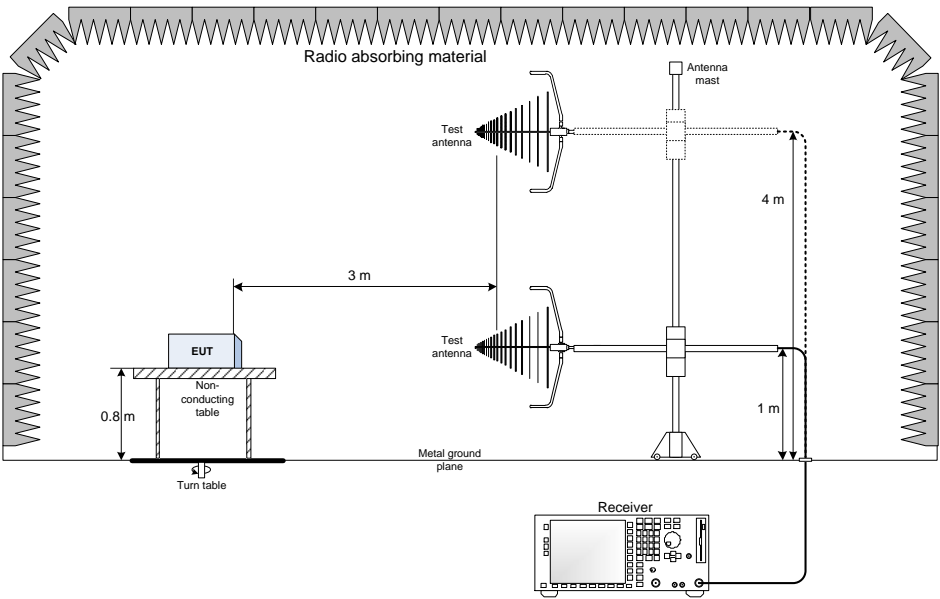 Radio absorbing material
Antenna
mast
Test
antenna
4 m
3 m
EUT
Test
antenna
Non-
conducting
table
0.8 m
1 m
Metal ground
plane
Turn table
Receiver